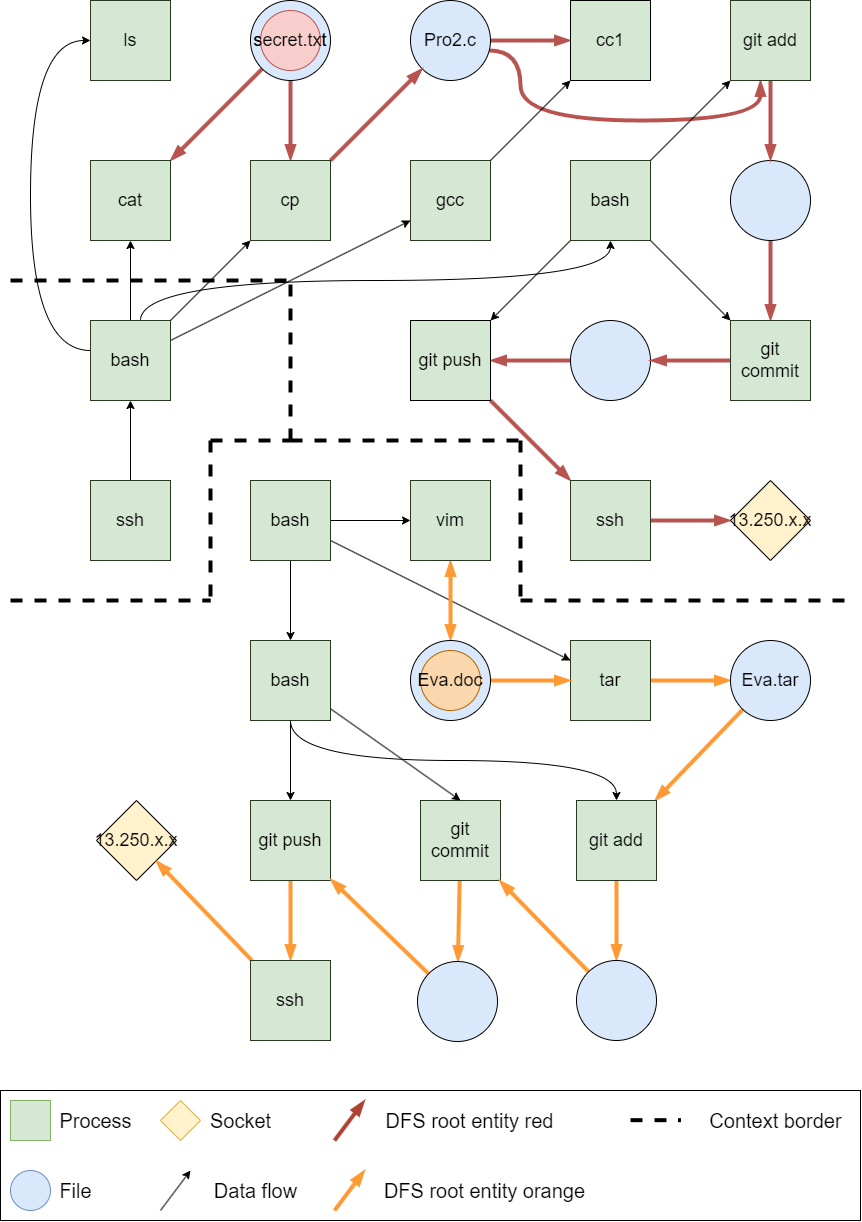 ls
secret.txt
Pro2.c
cc1
git add
cat
cp
gcc
bash
bash
git push
git
commit
ssh
bash
vim
ssh
13.250.x.x
bash
Eva.doc
tar
Eva.tar
13.250.x.x
git push
git
commit
git add
ssh
Process
Socket
DFS root entity red
Context border
File
Data flow
DFS root entity orange